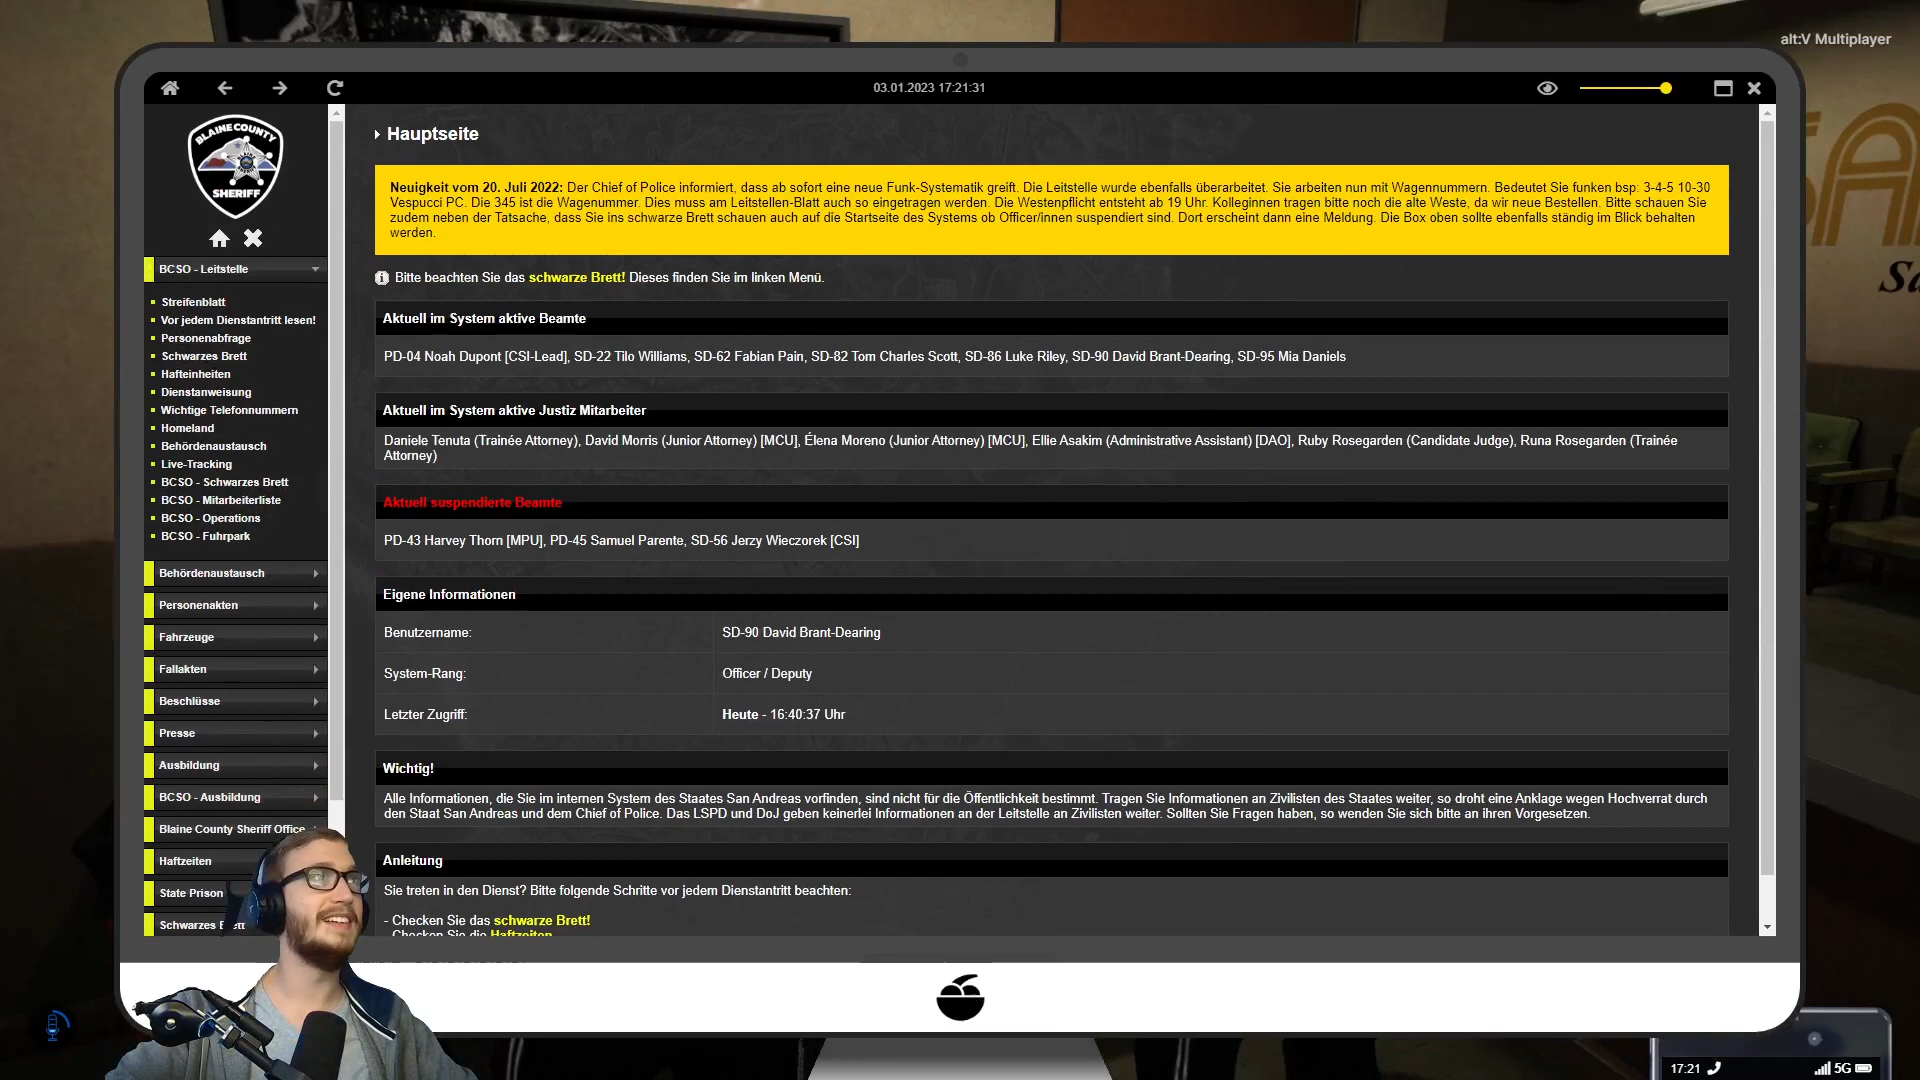 alt:V Multiplayer
03.01.2023 17:21:31
BLAINE COUNTY
SHERIFF
Hauptseite
Neuigkeit vom 20. Juli 2022: Der Chief of Police informiert, dass ab sofort eine neue Funk-Systematik greift. Die Leitstelle wurde ebenfalls überarbeitet. Sie arbeiten nun mit Wagennummern. Bedeutet Sie funken bsp: 3-4-5 10-30
Vespucci PC. Die 345 ist die Wagenumer. Dies muss am Leitstellen-Blatt auch so eingetragen werden. Die Westenpflicht entsteht ab 19 Uhr. Kolleginnen tragen bitte noch die alte Weste, da wir neue Bestellen. Bitte schauen Sie
zudem neben der Tatsache, dass Sie ins schwarze Brett schauen auch auf die Startseite des Systems ob Officer/innen suspendiert sind. Dort erscheint dann eine Meldung. Die Box oben sollte ebenfalls ständig im Blick behalten
werden.
Bitte beachten Sie das schwarze Brett! Dieses finden Sie im linken Menü.
BCSO - Leitstelle
Streifenblatt
Vor jedem Dienstantritt lesen!
Personenabfrage
Schwarzes Brett
Hafteinheiten
Dienstanweisung
Wichtige Telefonnummern
Homeland
Behördenaustausch
Live-Tracking
BCSO - Schwarzes Brett
BCSO - Mitarbeiterliste
BCSO - Operations
BCSO - Fuhrpark
Behördenaustausch
Personenakten
Fahrzeuge
Fallakten
Beschlüsse
Presse
Ausbildung
BCSO - Ausbildung
Blaine County Sheriff Office
Haftzeiten
State Prison
Schwarzes Brett
Aktuell im System aktive Beamte
PD-04 Noah Dupont [CSI-Lead], SD-22 Tilo Williams, SD-62 Fabian Pain, SD-82 Tom Charles Scott, SD-86 Luke Riley, SD-90 David Brant-Dearing, SD-95 Mia Daniels
Aktuell im System aktive Justiz Mitarbeiter
Daniele Tenuta (Trainée Attorney), David Morris (Junior Attorney) [MCU], Élena Moreno (Junior Attorney) [MCU], Ellie Asakim (Administrative Assistant) [DAO], Ruby Rosegarden (Candidate Judge), Runa Rosegarden (Trainée
Attorney)
Aktuell suspendierte Beamte
PD-43 Harvey Thorn [MPU], PD-45 Samuel Parente, SD-56 Jerzy Wieczorek [CSI]
Eigene Informationen
Benutzername: SD-90 David Brant-Dearing
System-Rang: Officer / Deputy
Letzter Zugriff: Heute - 16:40:37 Uhr
Wichtig!
Alle Informationen, die Sie im internen System des Staates San Andreas vorfinden, sind nicht für die Öffentlichkeit bestimmt. Tragen Sie Informationen an Zivilisten des Staates weiter, so droht eine Anklage wegen Hochverrat durch
den Staat San Andreas und dem Chief of Police. Das LSPD und DoJ geben keinerlei Informationen an der Leitstelle an Zivilisten weiter. Sollten Sie Fragen haben, so wenden Sie sich bitte an Ihren Vorgesetzen.
Anleitung
Sie treten in den Dienst? Bitte folgende Schritte vor jedem Dienstantritt beachten:
- Checken Sie das schwarze Brett!
- Checken Sie die Haftzeiten
17:21
5G